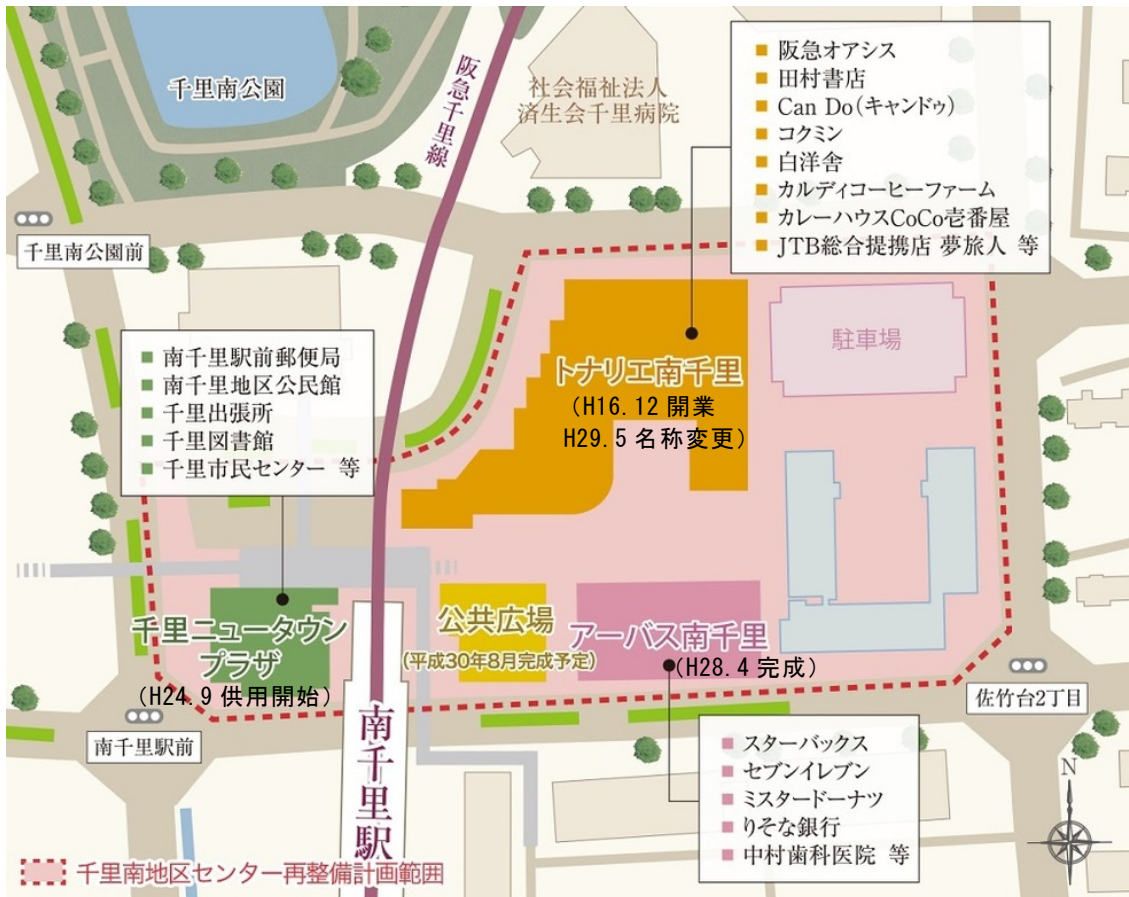 千里南公園
阪急千里線
社会福祉法人
済生会千里病院
■ 阪急オアシス
■ 田村書店
■ Can Do(キャンドゥ)
■ コクミン
■ 白洋舎
■ カルディコーヒーファーム
■ カレーハウスCoCo壱番屋
■ JTB総合提携店 夢旅人 等
千里南公園前
■ 南千里駅前郵便局
■ 南千里地区公民館
■ 千里出張所
■ 千里図書館
■ 千里市民センター 等
トナリエ南千里
(H16.12 開業
H29.5 名称変更)
駐車場
千里ニュータウン
プラザ
(H24.9 供用開始)
公共広場
(平成30年8月完成予定)
アーバス南千里
(H28.4 完成)
佐竹台2丁目
南千里駅前
南千里駅
■ スターバックス
■ セブンイレブン
■ ミスタードーナツ
■ りそな銀行
■ 中村歯科医院 等
N
千里南地区センター再整備計画範囲